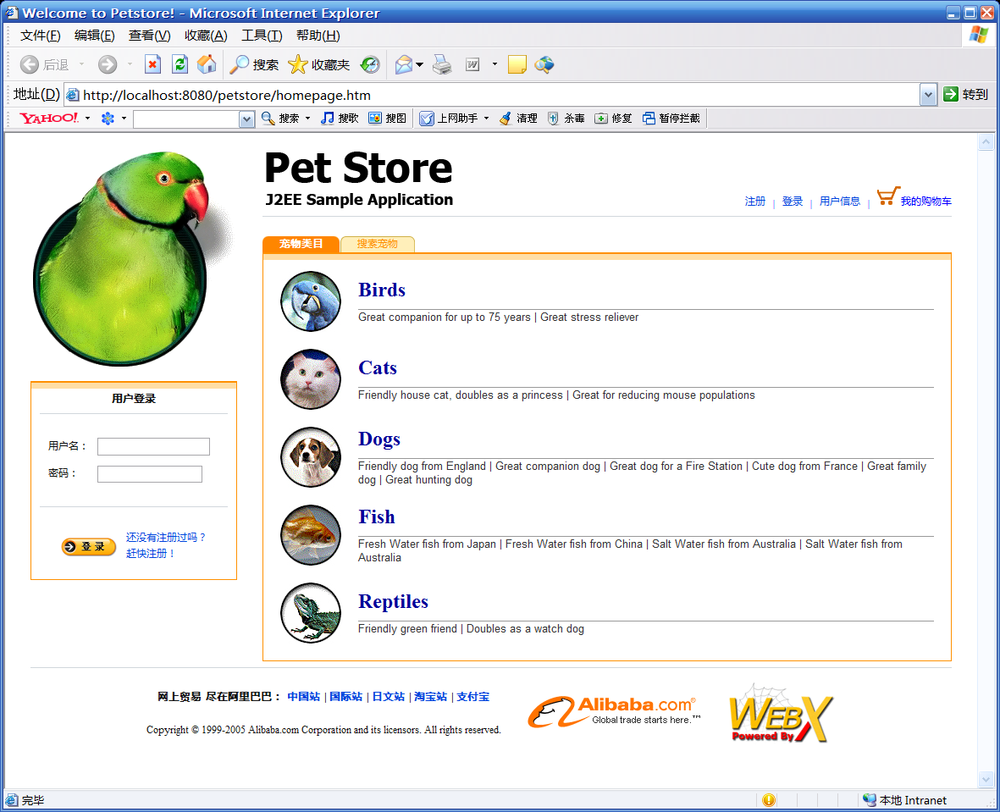 Welcome to Petstore! - Microsoft Internet Explorer
文件(F) 编辑(E) 查看(V) 收藏(A) 工具(T) 帮助(H)
后退 搜索 收藏夹
地址(D) http://localhost:8080/petstore/homepage.htm 转到
YAHOO! 搜索 搜歌 搜图 上网助手 清理 杀毒 修复 暂停拦截
Pet Store
J2EE Sample Application
注册 | 登录 | 用户信息 | 我的购物车
宠物类目 搜索宠物
Birds
Great companion for up to 75 years | Great stress reliever
Cats
Friendly house cat, doubles as a princess | Great for reducing mouse populations
Dogs
Friendly dog from England | Great companion dog | Great dog for a Fire Station | Cute dog from France | Great family
dog | Great hunting dog
Fish
Fresh Water fish from Japan | Fresh Water fish from China | Salt Water fish from Australia | Salt Water fish from
Australia
Reptiles
Friendly green friend | Doubles as a watch dog
用户登录
用户名：
密码：
登录
还没有注册过吗？
赶快注册！
网上贸易 尽在阿里巴巴： 中国站 | 国际站 | 日文站 | 淘宝站 | 支付宝
Copyright © 1999-2005 Alibaba.com Corporation and its licensors. All rights reserved.
Alibaba.com®
Global trade starts here.™
WEBX
Powered By
完毕 本地 Intranet